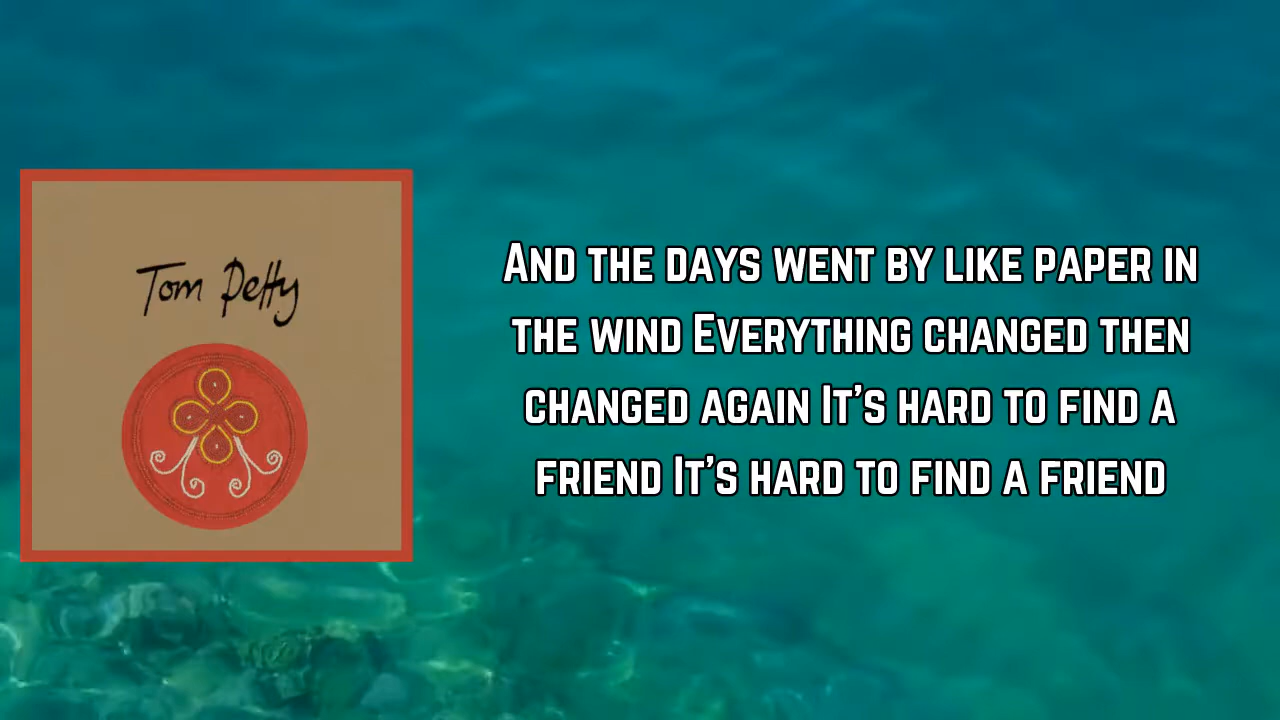 Tom Petty
And the days went by like paper in
the wind Everything changed then
changed again It's hard to find a
friend It's hard to find a friend